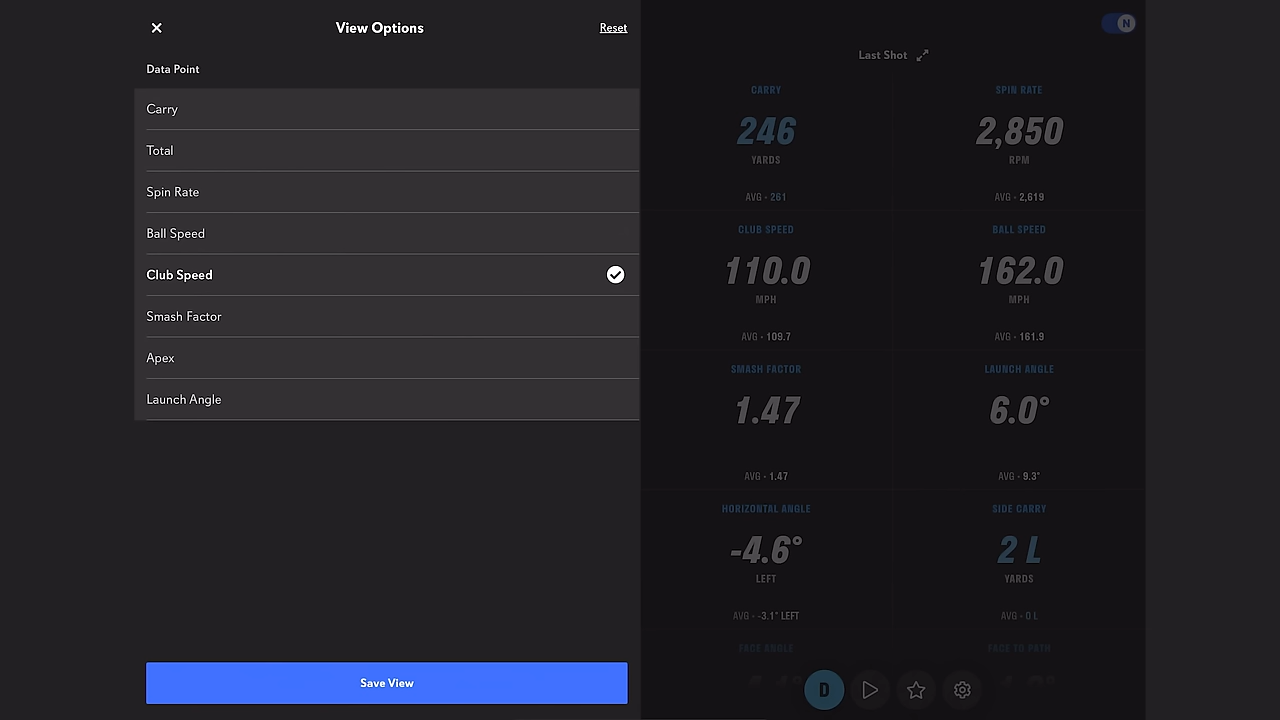 View Options
Reset
Data Point
Carry
Total
Spin Rate
Ball Speed
Club Speed
Smash Factor
Apex
Launch Angle
Save View
N
Last Shot
CARRY
246
YARDS
AVG - 261
SPIN RATE
2,850
RPM
AVG - 2,619
CLUB SPEED
110.0
MPH
AVG - 109.7
BALL SPEED
162.0
MPH
AVG - 161.9
SMASH FACTOR
1.47
AVG - 1.47
LAUNCH ANGLE
6.0°
AVG - 9.3°
HORIZONTAL ANGLE
-4.6°
LEFT
AVG - -3.1° LEFT
SIDE CARRY
2 L
YARDS
AVG - 0 L
FACE ANGLE
FACE TO PATH
D